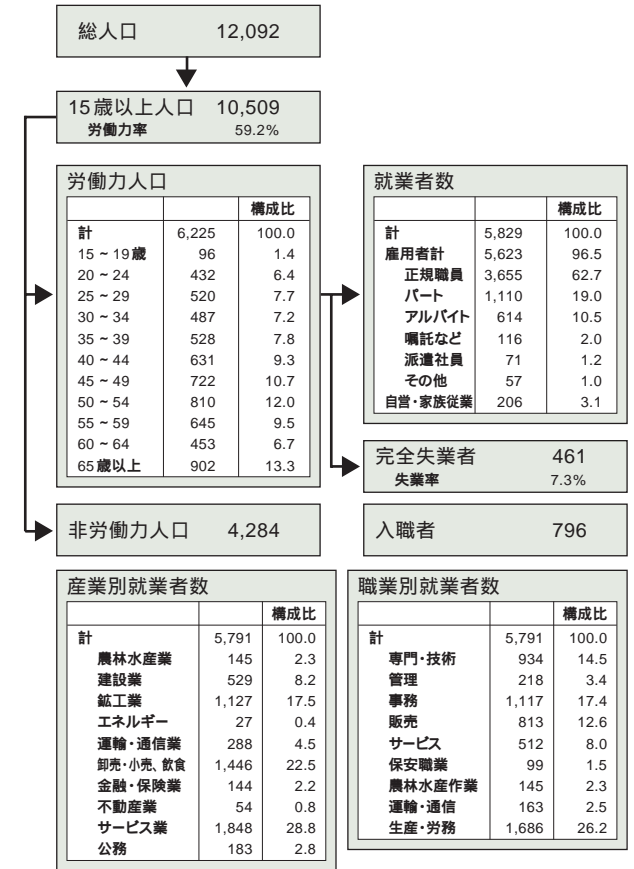 総人口 12,092
15歳以上人口 10,509
労働力率 59.2%
労働力人口
構成比
計 6,225 100.0
15 ~ 19歳 96 1.4
20 ~ 24 432 6.4
25 ~ 29 520 7.7
30 ~ 34 487 7.2
35 ~ 39 528 7.8
40 ~ 44 631 9.3
45 ~ 49 722 10.7
50 ~ 54 810 12.0
55 ~ 59 645 9.5
60 ~ 64 453 6.7
65歳以上 902 13.3
就業者数
構成比
計 5,829 100.0
雇用者計 5,623 96.5
正規職員 3,655 62.7
パート 1,110 19.0
アルバイト 614 10.5
嘱託など 116 2.0
派遣社員 71 1.2
その他 57 1.0
自営・家族従業 206 3.1
完全失業者 461
失業率 7.3%
非労働力人口 4,284
入職者 796
産業別就業者数
構成比
計 5,791 100.0
農林水産業 145 2.3
建設業 529 8.2
鉱工業 1,127 17.5
エネルギー 27 0.4
運輸・通信業 288 4.5
卸売・小売、飲食 1,446 22.5
金融・保険業 144 2.2
不動産業 54 0.8
サービス業 1,848 28.8
公務 183 2.8
職業別就業者数
構成比
計 5,791 100.0
専門・技術 934 14.5
管理 218 3.4
事務 1,117 17.4
販売 813 12.6
サービス 512 8.0
保安職業 99 1.5
農林水産作業 145 2.3
運輸・通信 163 2.5
生産・労務 1,686 26.2